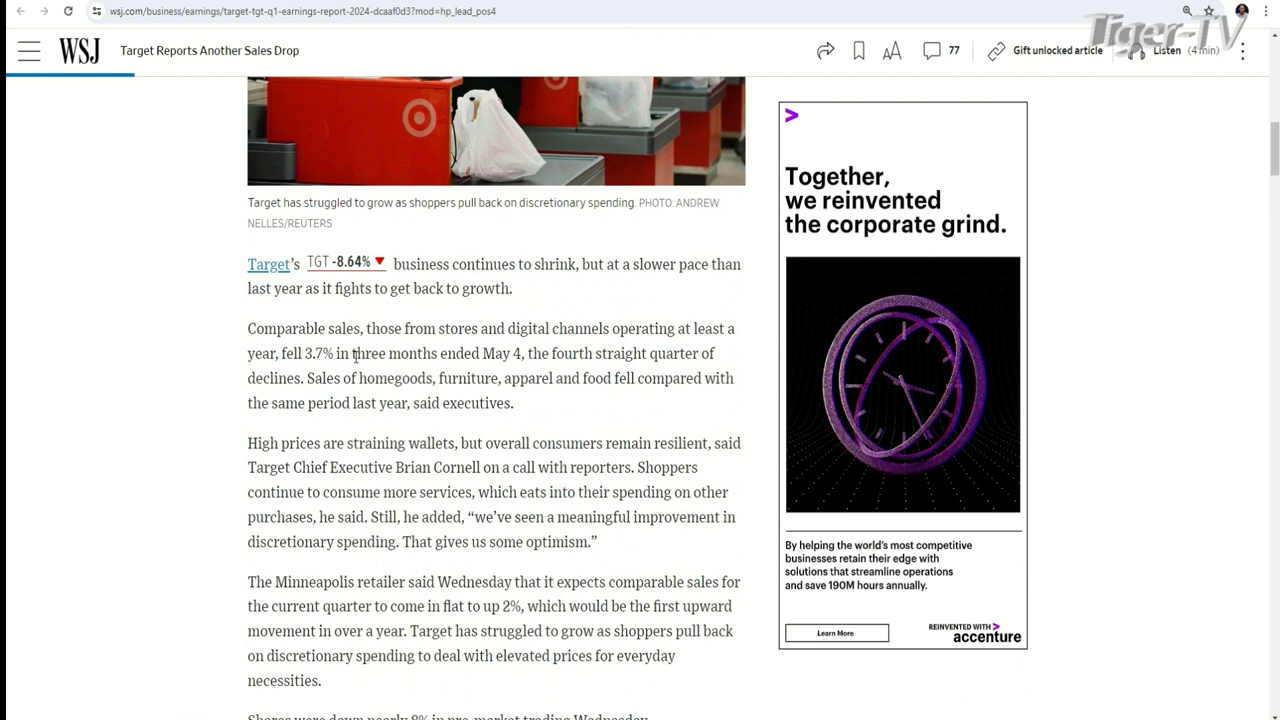 wsj.com/business/earnings/target-tgt-q1-earnings-report-2024-dcaaf0d3?mod=hp_lead_pos4
Tiger-TV
WSJ
Target Reports Another Sales Drop
77
Gift unlocked article
Listen (4 min)
Target has struggled to grow as shoppers pull back on discretionary spending. PHOTO: ANDREW
NELLES/REUTERS
Target's TGT -8.64% ▼ business continues to shrink, but at a slower pace than
last year as it fights to get back to growth.
Comparable sales, those from stores and digital channels operating at least a
year, fell 3.7% in three months ended May 4, the fourth straight quarter of
declines. Sales of homegoods, furniture, apparel and food fell compared with
the same period last year, said executives.
High prices are straining wallets, but overall consumers remain resilient, said
Target Chief Executive Brian Cornell on a call with reporters. Shoppers
continue to consume more services, which eats into their spending on other
purchases, he said. Still, he added, “we’ve seen a meaningful improvement in
discretionary spending. That gives us some optimism.”
The Minneapolis retailer said Wednesday that it expects comparable sales for
the current quarter to come in flat to up 2%, which would be the first upward
movement in over a year. Target has struggled to grow as shoppers pull back
on discretionary spending to deal with elevated prices for everyday
necessities.
Shares were down nearly 8% in pre-market trading Wednesday.
>
Together,
we reinvented
the corporate grind.
By helping the world's most competitive
businesses retain their edge with
solutions that streamline operations
and save 190M hours annually.
Learn More
REINVENTED WITH >
accenture